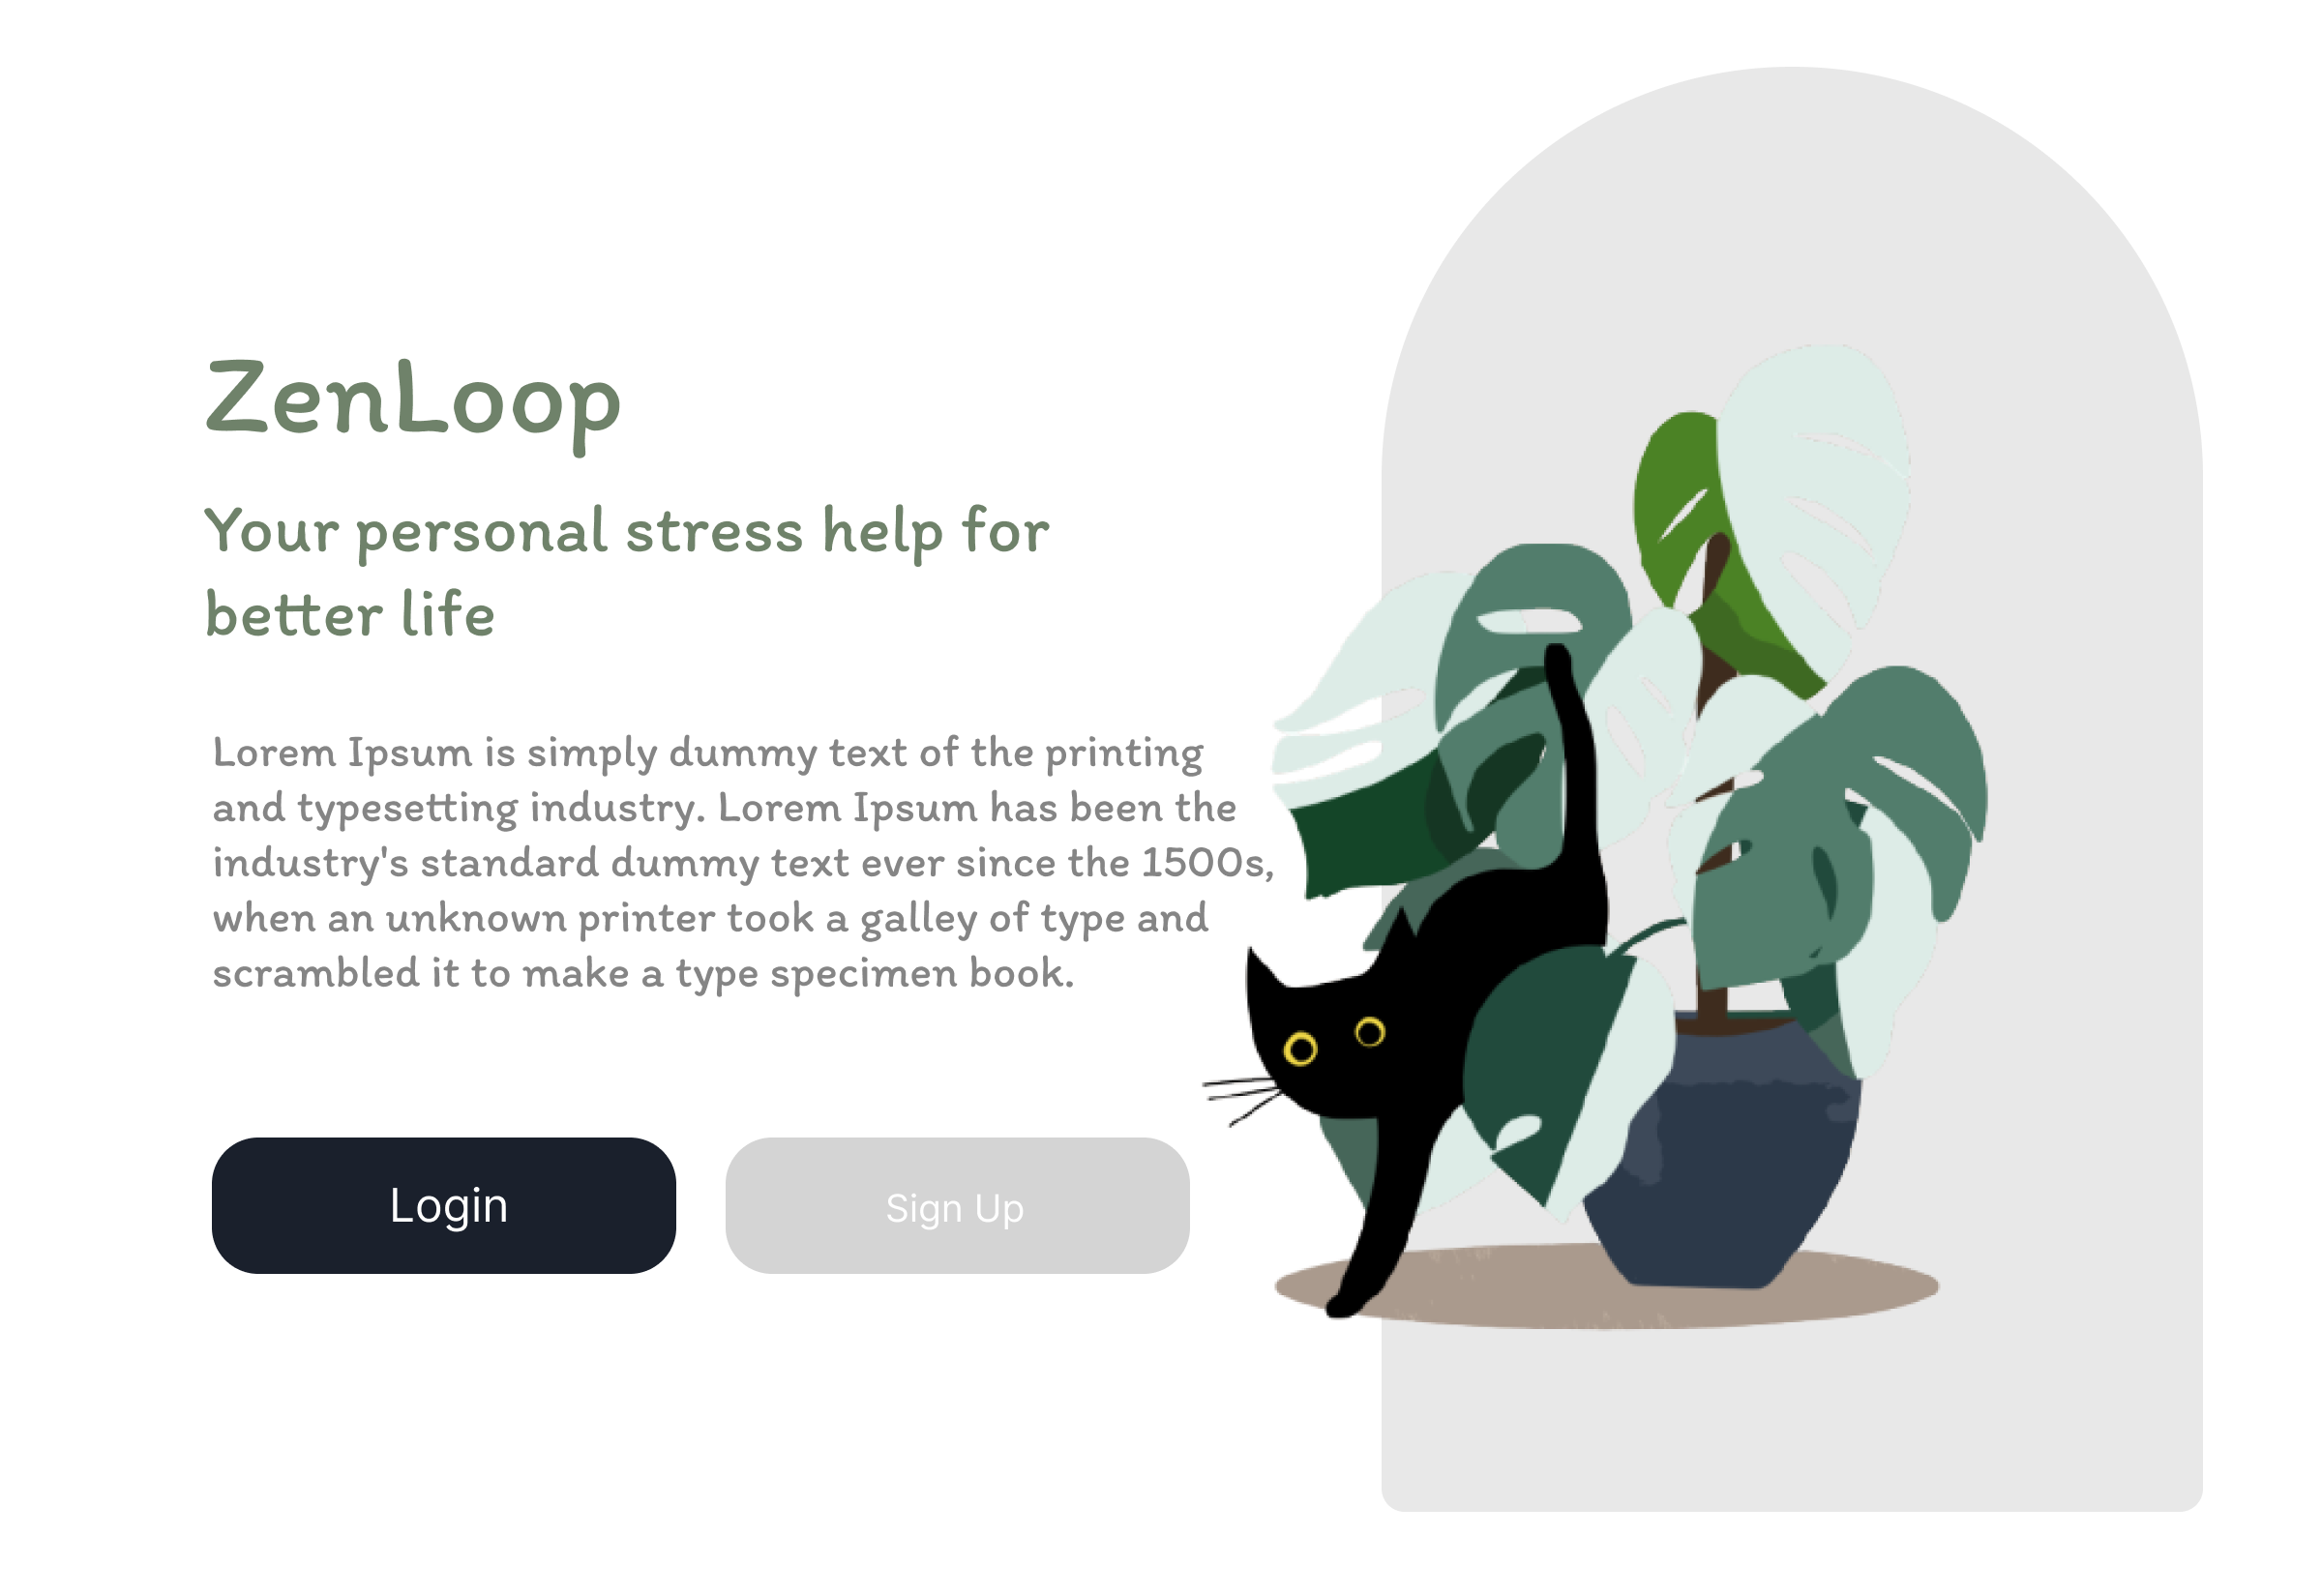 ZenLoop
Your personal stress help for
better life
Lorem Ipsum is simply dummy text of the printing
and typesetting industry. Lorem Ipsum has been the
industry's standard dummy text ever since the 1500s,
when an unknown printer took a galley of type and
scrambled it to make a type specimen book.
Login
Sign Up